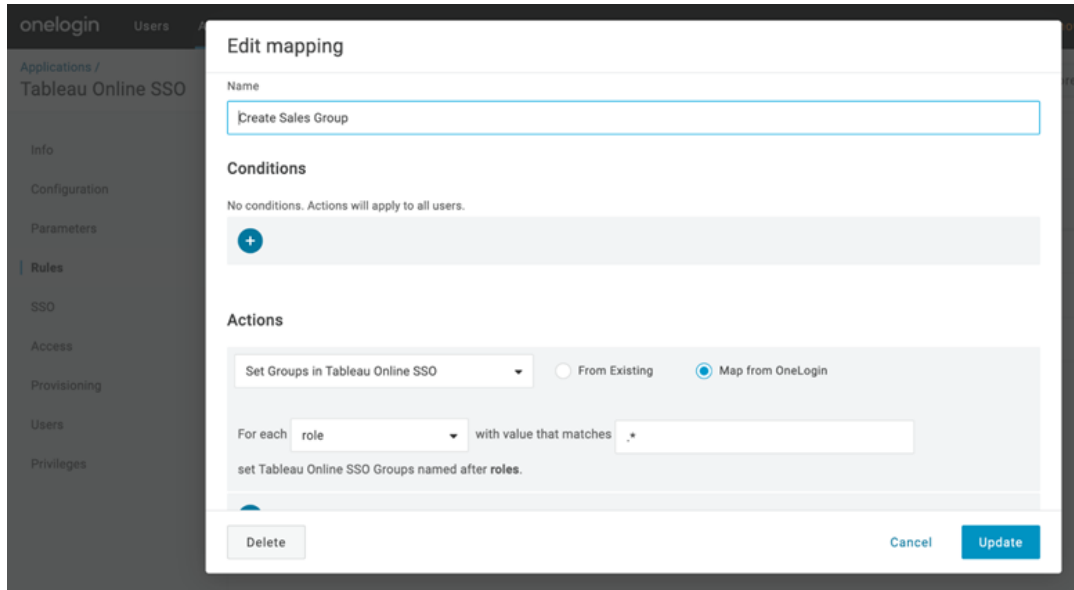 onelogin Users
Applications /
Tableau Online SSO
Info
Configuration
Parameters
Rules
SSO
Access
Provisioning
Users
Privileges
Edit mapping
Name
Create Sales Group
Conditions
No conditions. Actions will apply to all users.
+
Actions
Set Groups in Tableau Online SSO From Existing Map from OneLogin
For each role with value that matches .*
set Tableau Online SSO Groups named after roles.
Delete Cancel Update